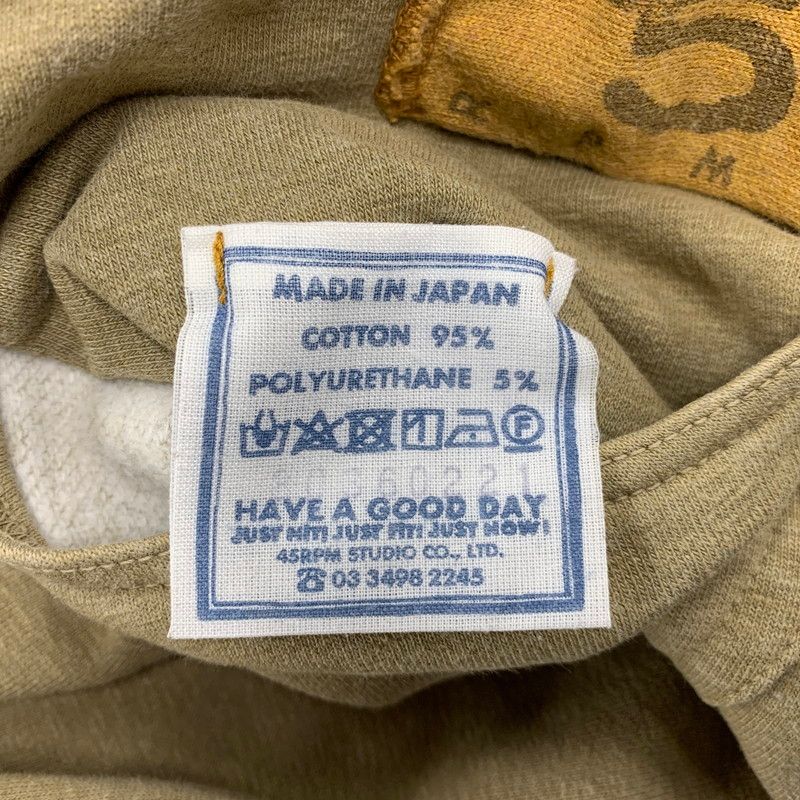 5
R P M
MADE IN JAPAN
COTTON 95%
POLYURETHANE 5%
F
HAVE A GOOD DAY
JUST HIT! JUST FIT! JUST NOW!
45RPM STUDIO CO., LTD.
☎ 03 3498 2245